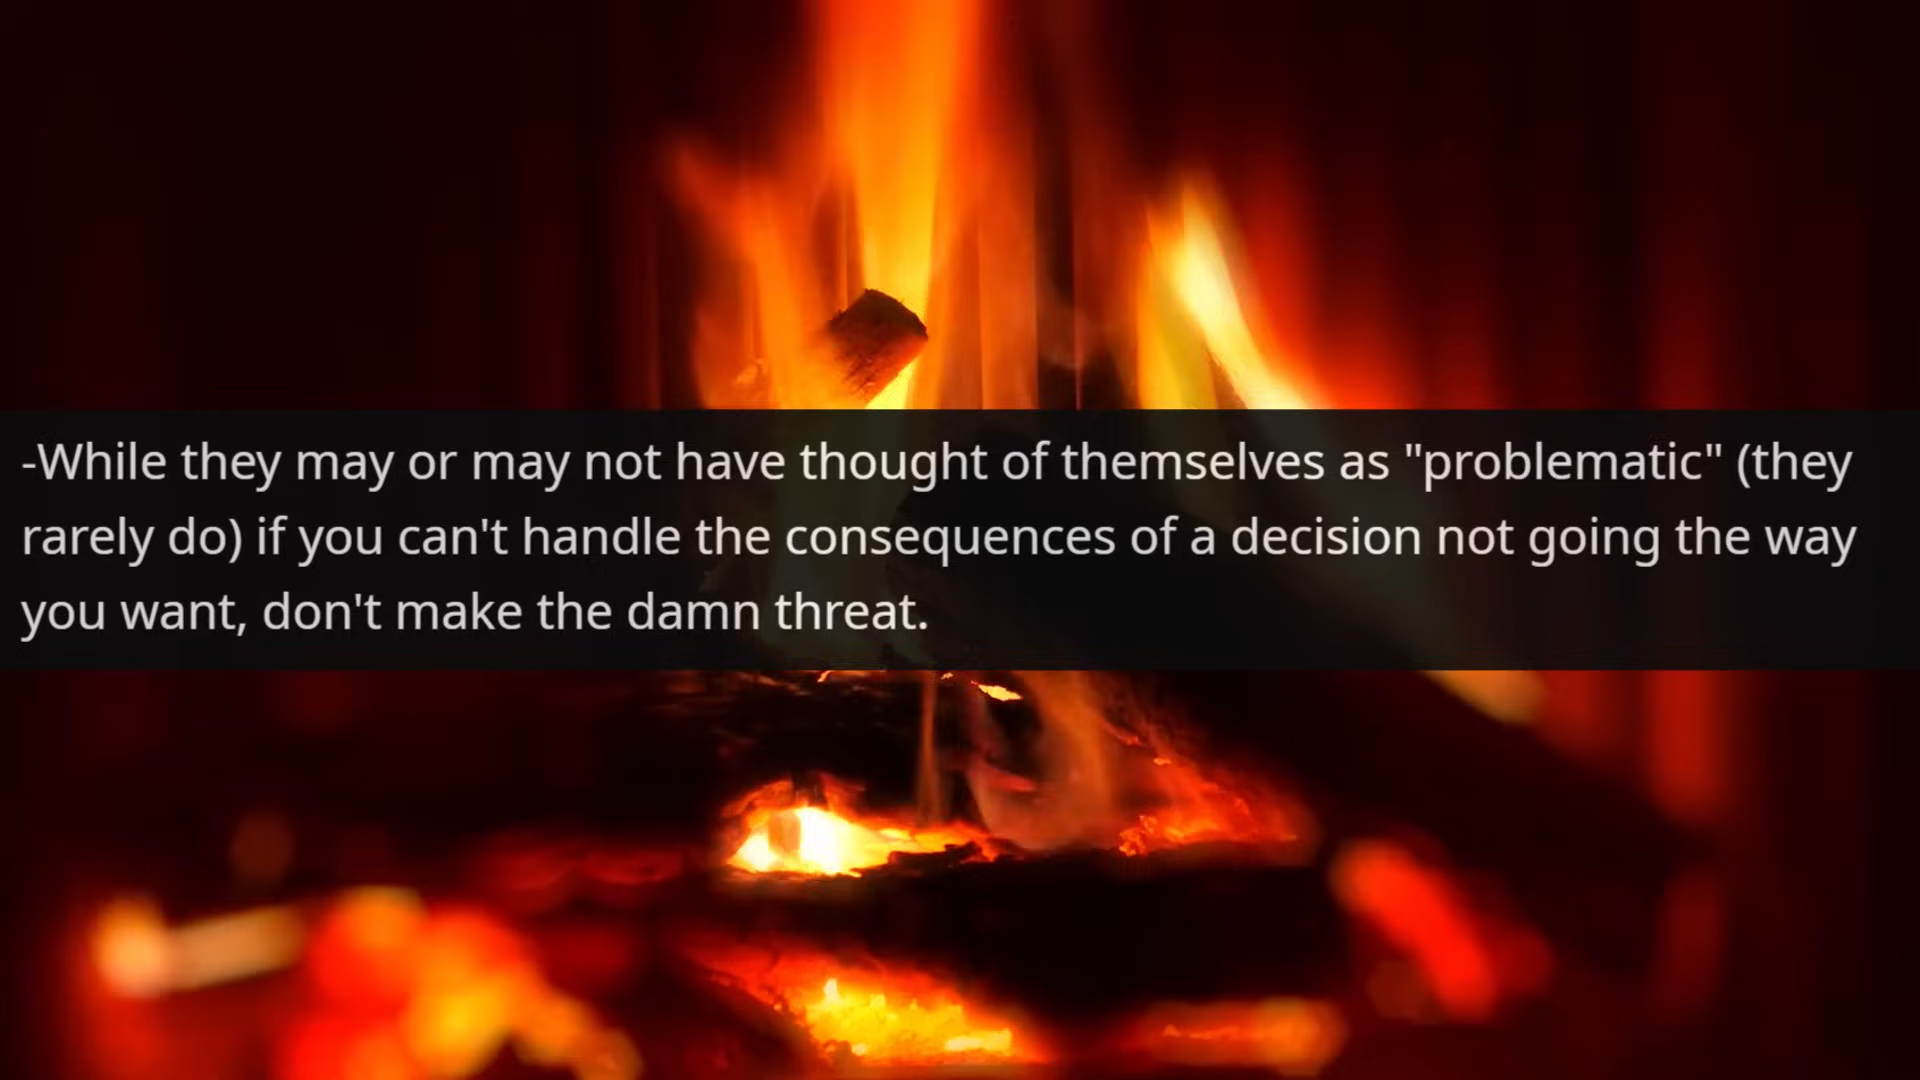 -While they may or may not have thought of themselves as "problematic" (they
rarely do) if you can't handle the consequences of a decision not going the way
you want, don't make the damn threat.